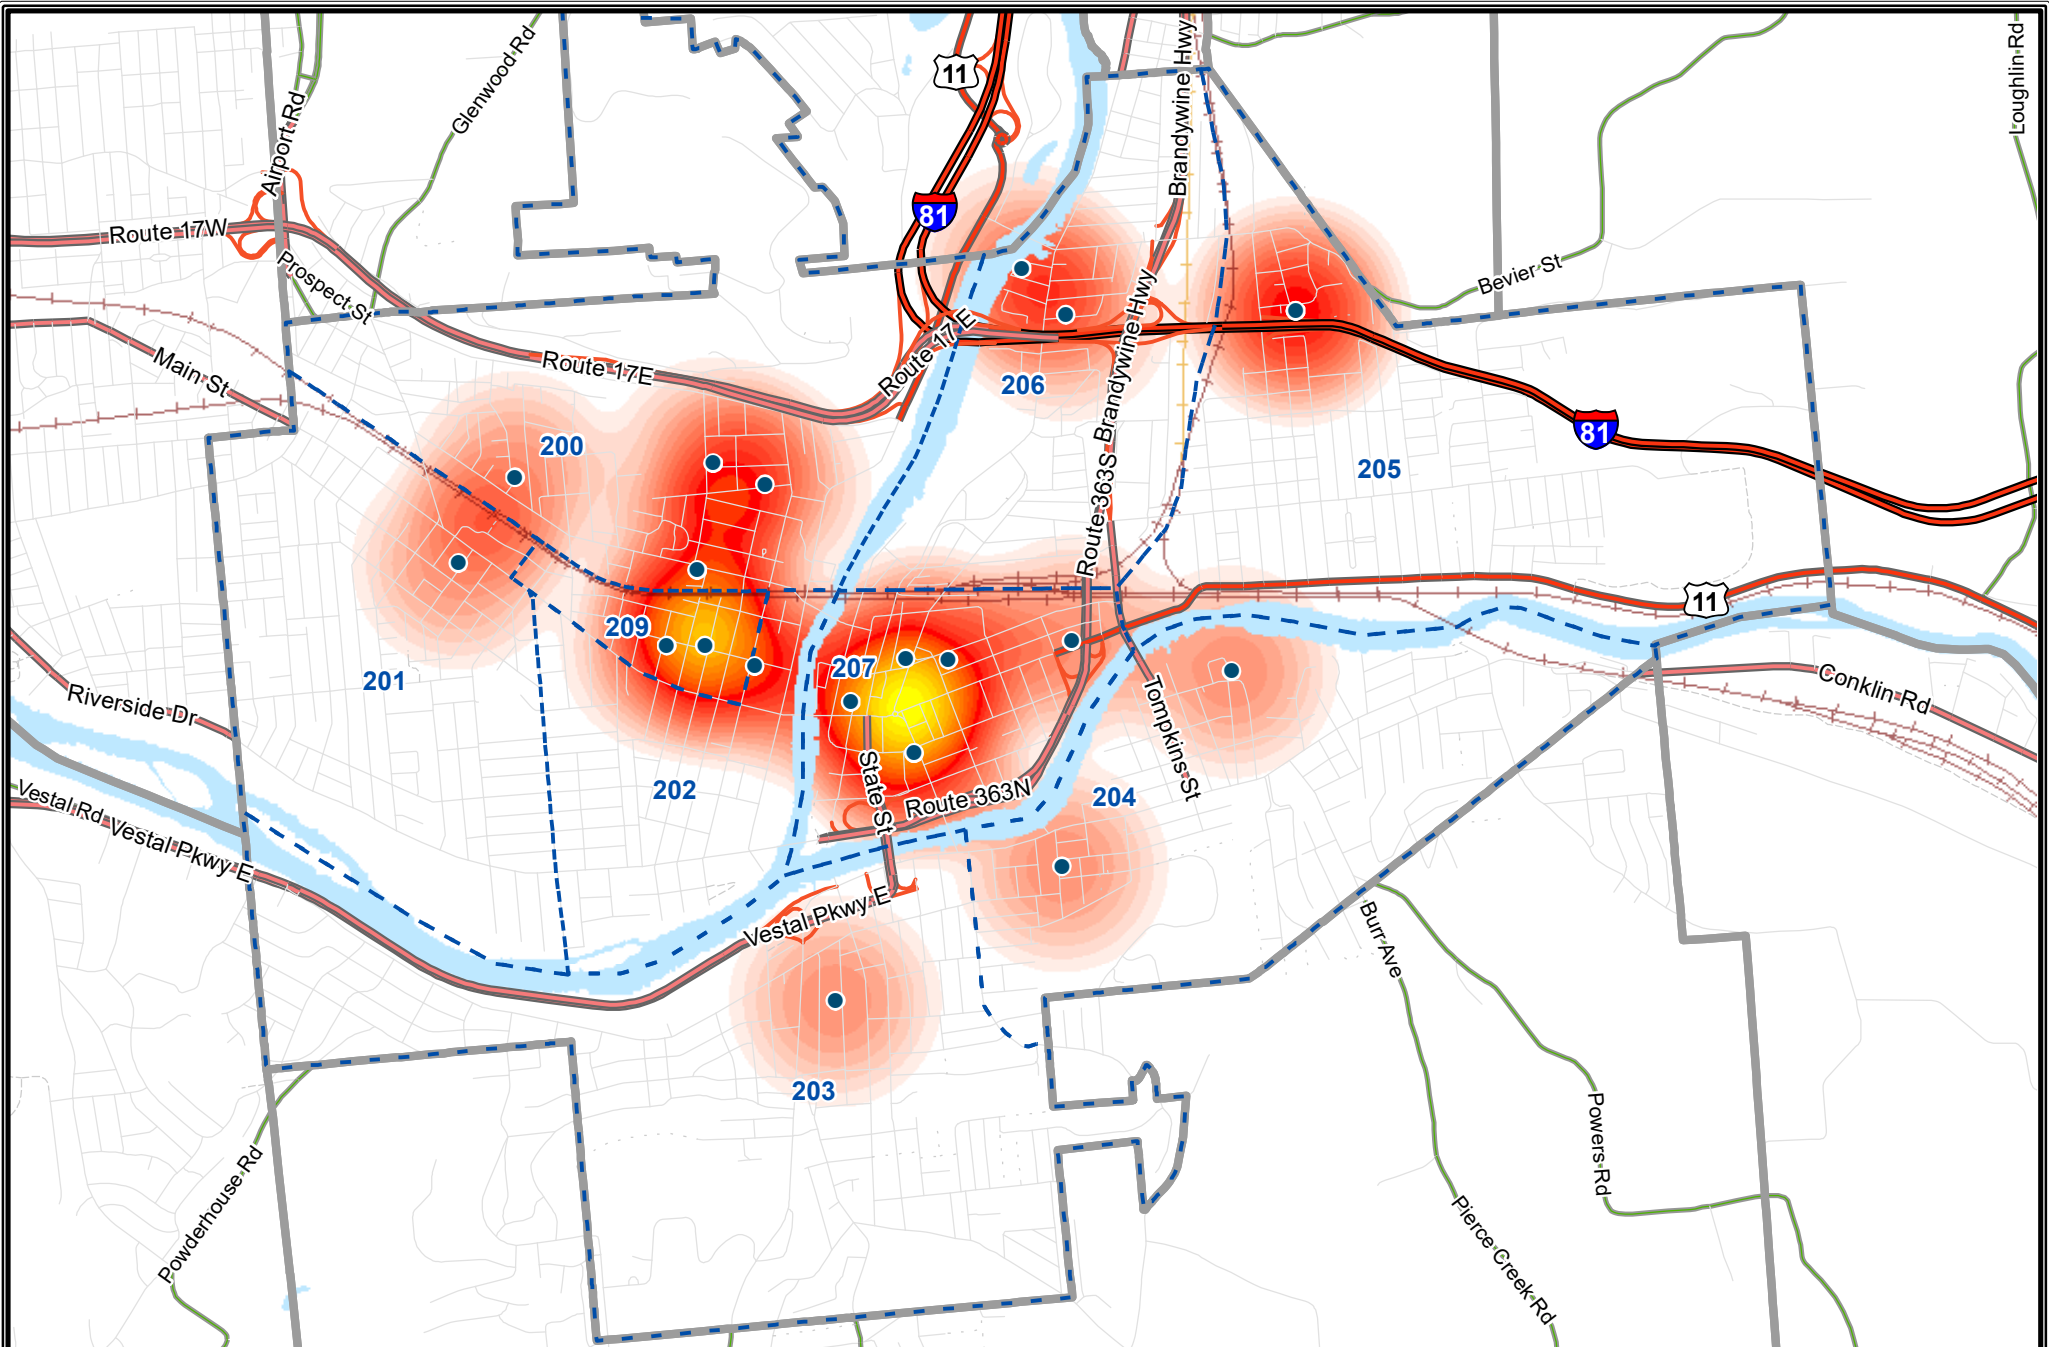 Glenwood Rd
11
Brandywine Hwy
Loughlin Rd
Airport Rd
81
Route 17W
Prospect St
Bevier St
Main St
Route 17E
Route 17 E
Brandywine Hwy
206
200
81
205
Route 363S
209
11
207
201
Riverside Dr
Conklin Rd
Tompkins St
State St
202
Route 363N
204
Vestal Rd
Vestal Pkwy E
Vestal Pkwy E
Burr Ave
203
Powers Rd
Powderhouse Rd
Pierce Creek Rd